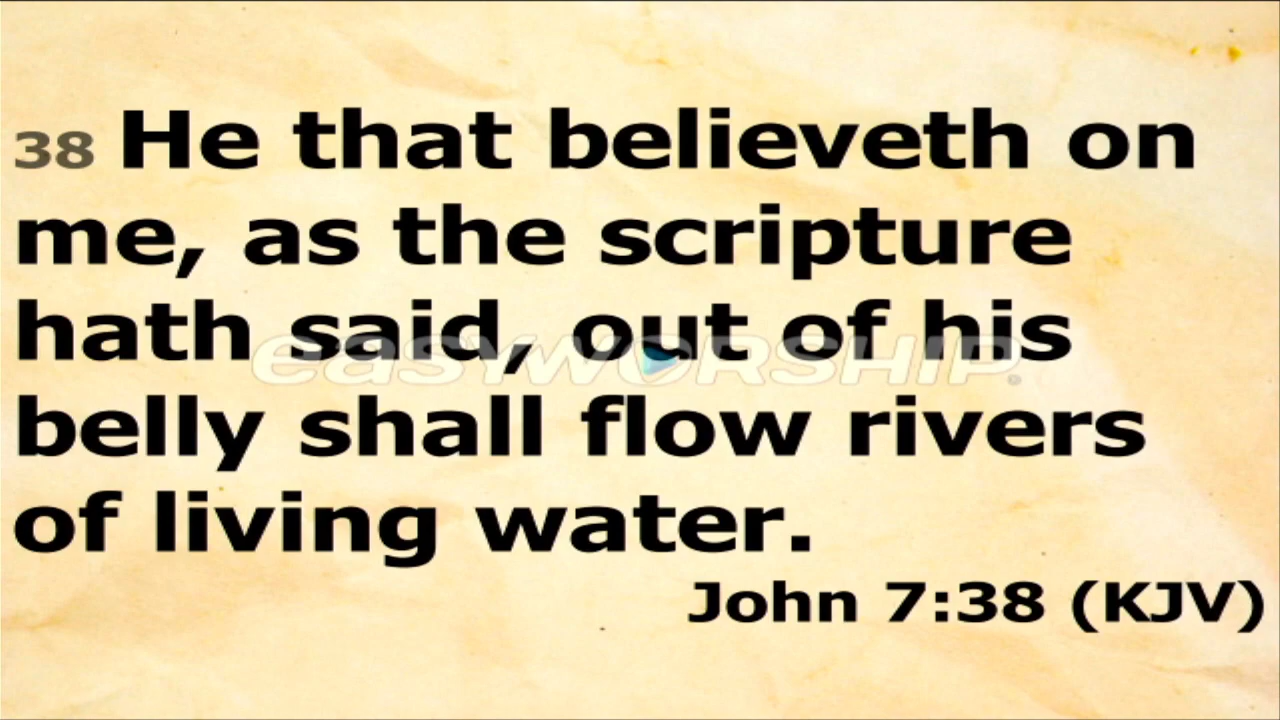 38 He that believeth on
me, as the scripture
hath said, out of his
belly shall flow rivers
of living water.
John 7:38 (KJV)
EASYWORSHIP®